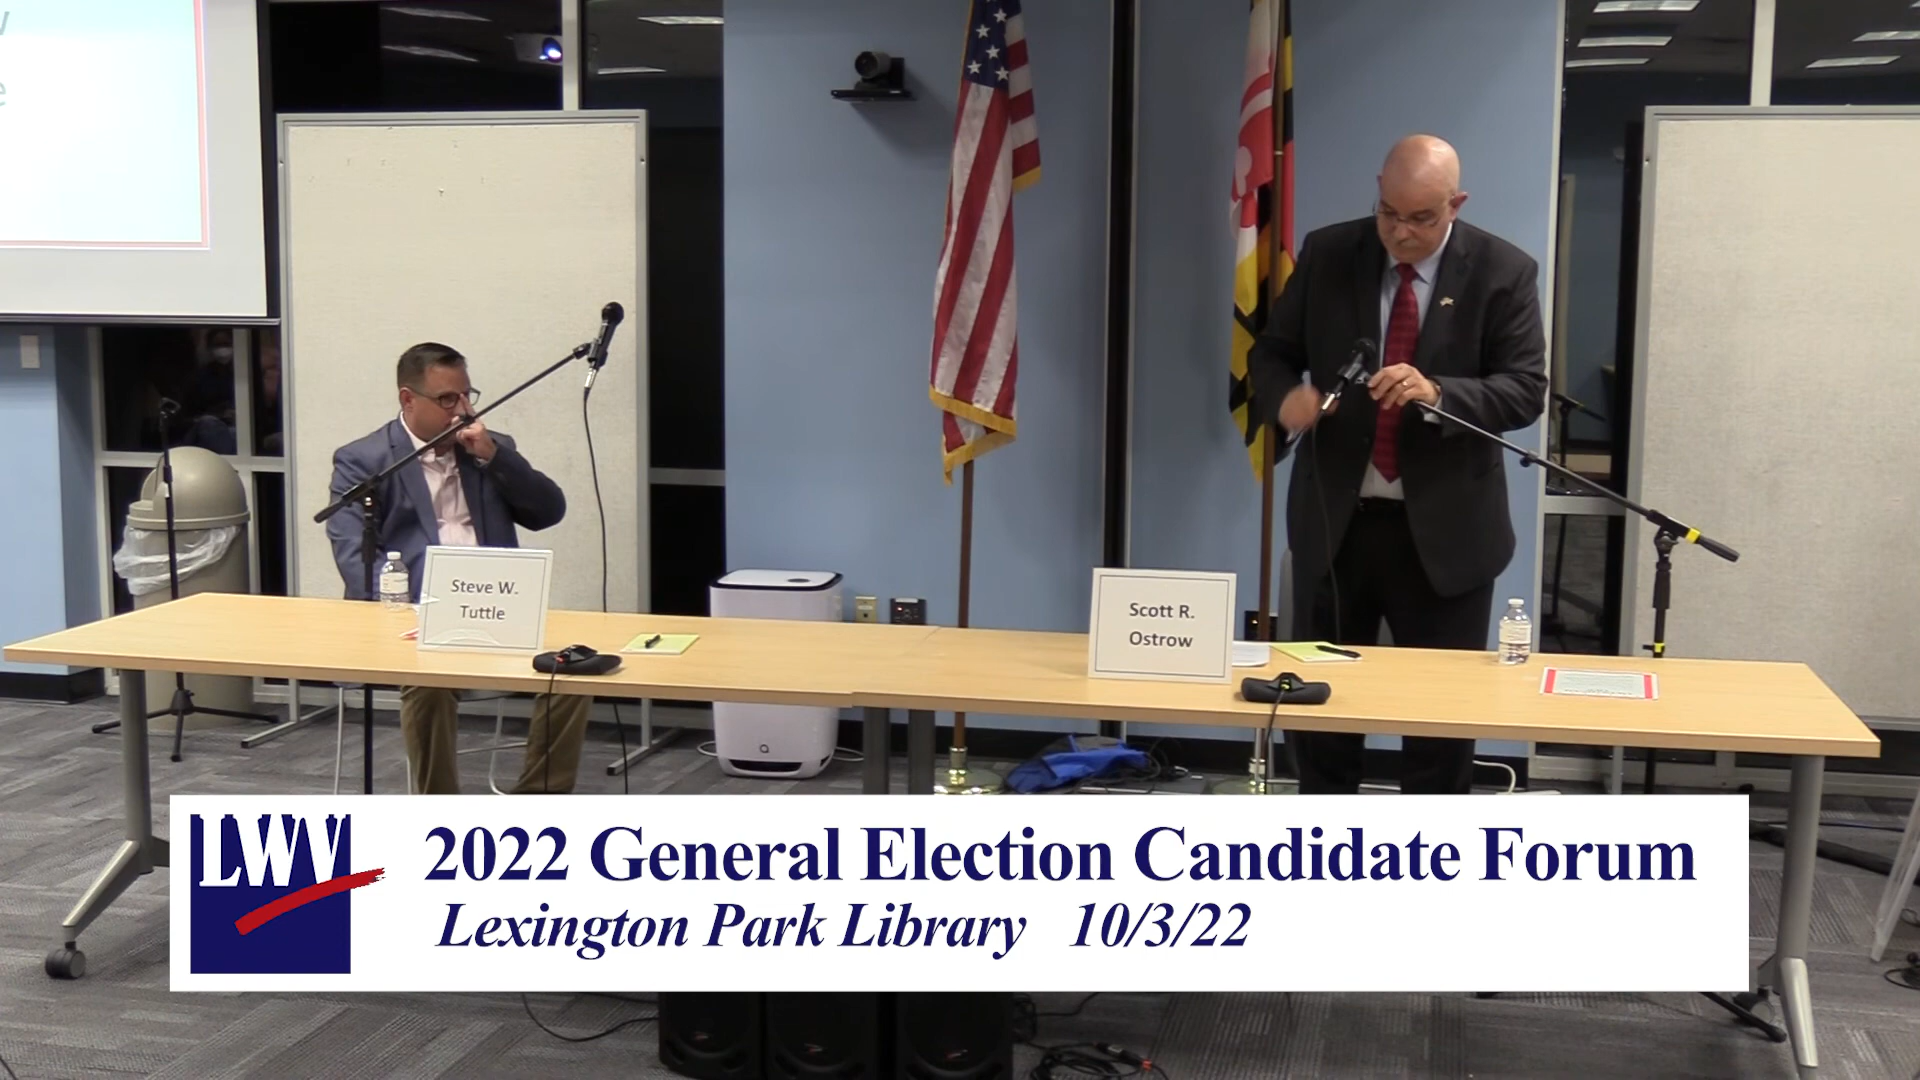 Steve W.
Tuttle
Scott R.
Ostrow
LWV
2022 General Election Candidate Forum
Lexington Park Library 10/3/22